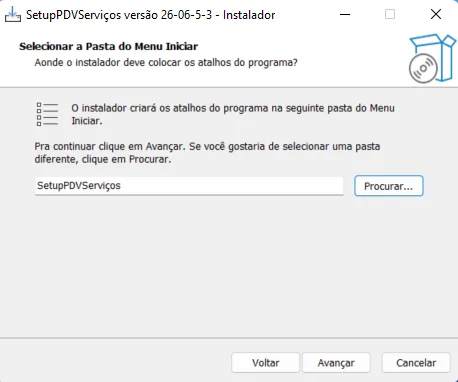 SetupPDVServiços versão 26-06-5-3 - Instalador
Selecionar a Pasta do Menu Iniciar
Aonde o instalador deve colocar os atalhos do programa?
O instalador criará os atalhos do programa na seguinte pasta do Menu
Iniciar.
Pra continuar clique em Avançar. Se você gostaria de selecionar uma pasta
diferente, clique em Procurar.
SetupPDVServiços
Procurar...
Voltar
Avançar
Cancelar